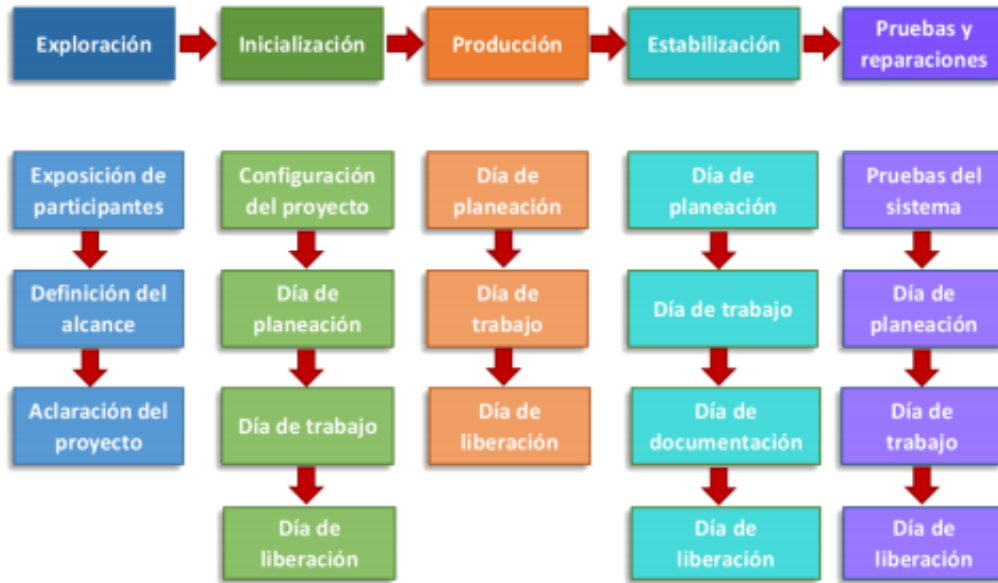 Exploración
Inicialización
Producción
Estabilización
Pruebas y
reparaciones
Exposición de
participantes
Definición del
alcance
Aclaración del
proyecto
Configuración
del proyecto
Día de
planeación
Día de trabajo
Día de
liberación
Día de
planeación
Día de
trabajo
Día de
liberación
Día de
planeación
Día de trabajo
Día de
documentación
Día de
liberación
Pruebas del
sistema
Día de
planeación
Día de
trabajo
Día de
liberación